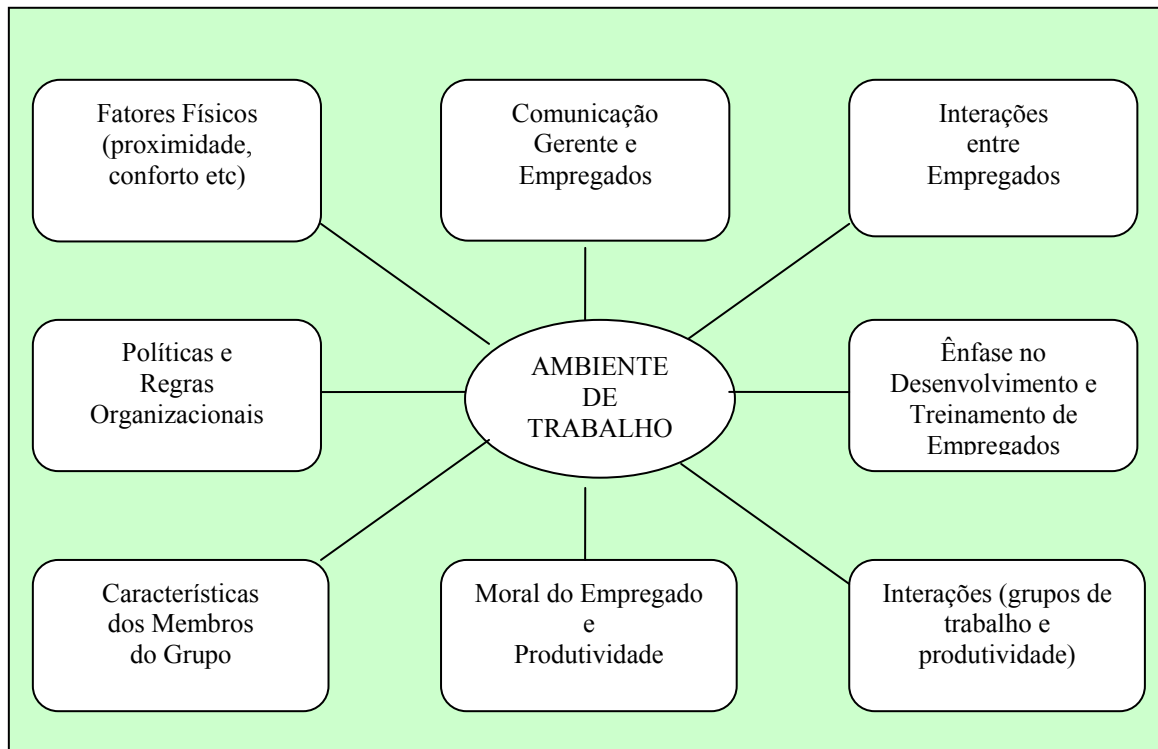 Fatores Físicos
(proximidade,
conforto etc)
Comunicação
Gerente e
Empregados
Interações
entre
Empregados
Políticas e
Regras
Organizacionais
AMBIENTE
DE
TRABALHO
Ênfase no
Desenvolvimento e
Treinamento de
Empregados
Características
dos Membros
do Grupo
Moral do Empregado
e
Produtividade
Interações (grupos de
trabalho e
produtividade)